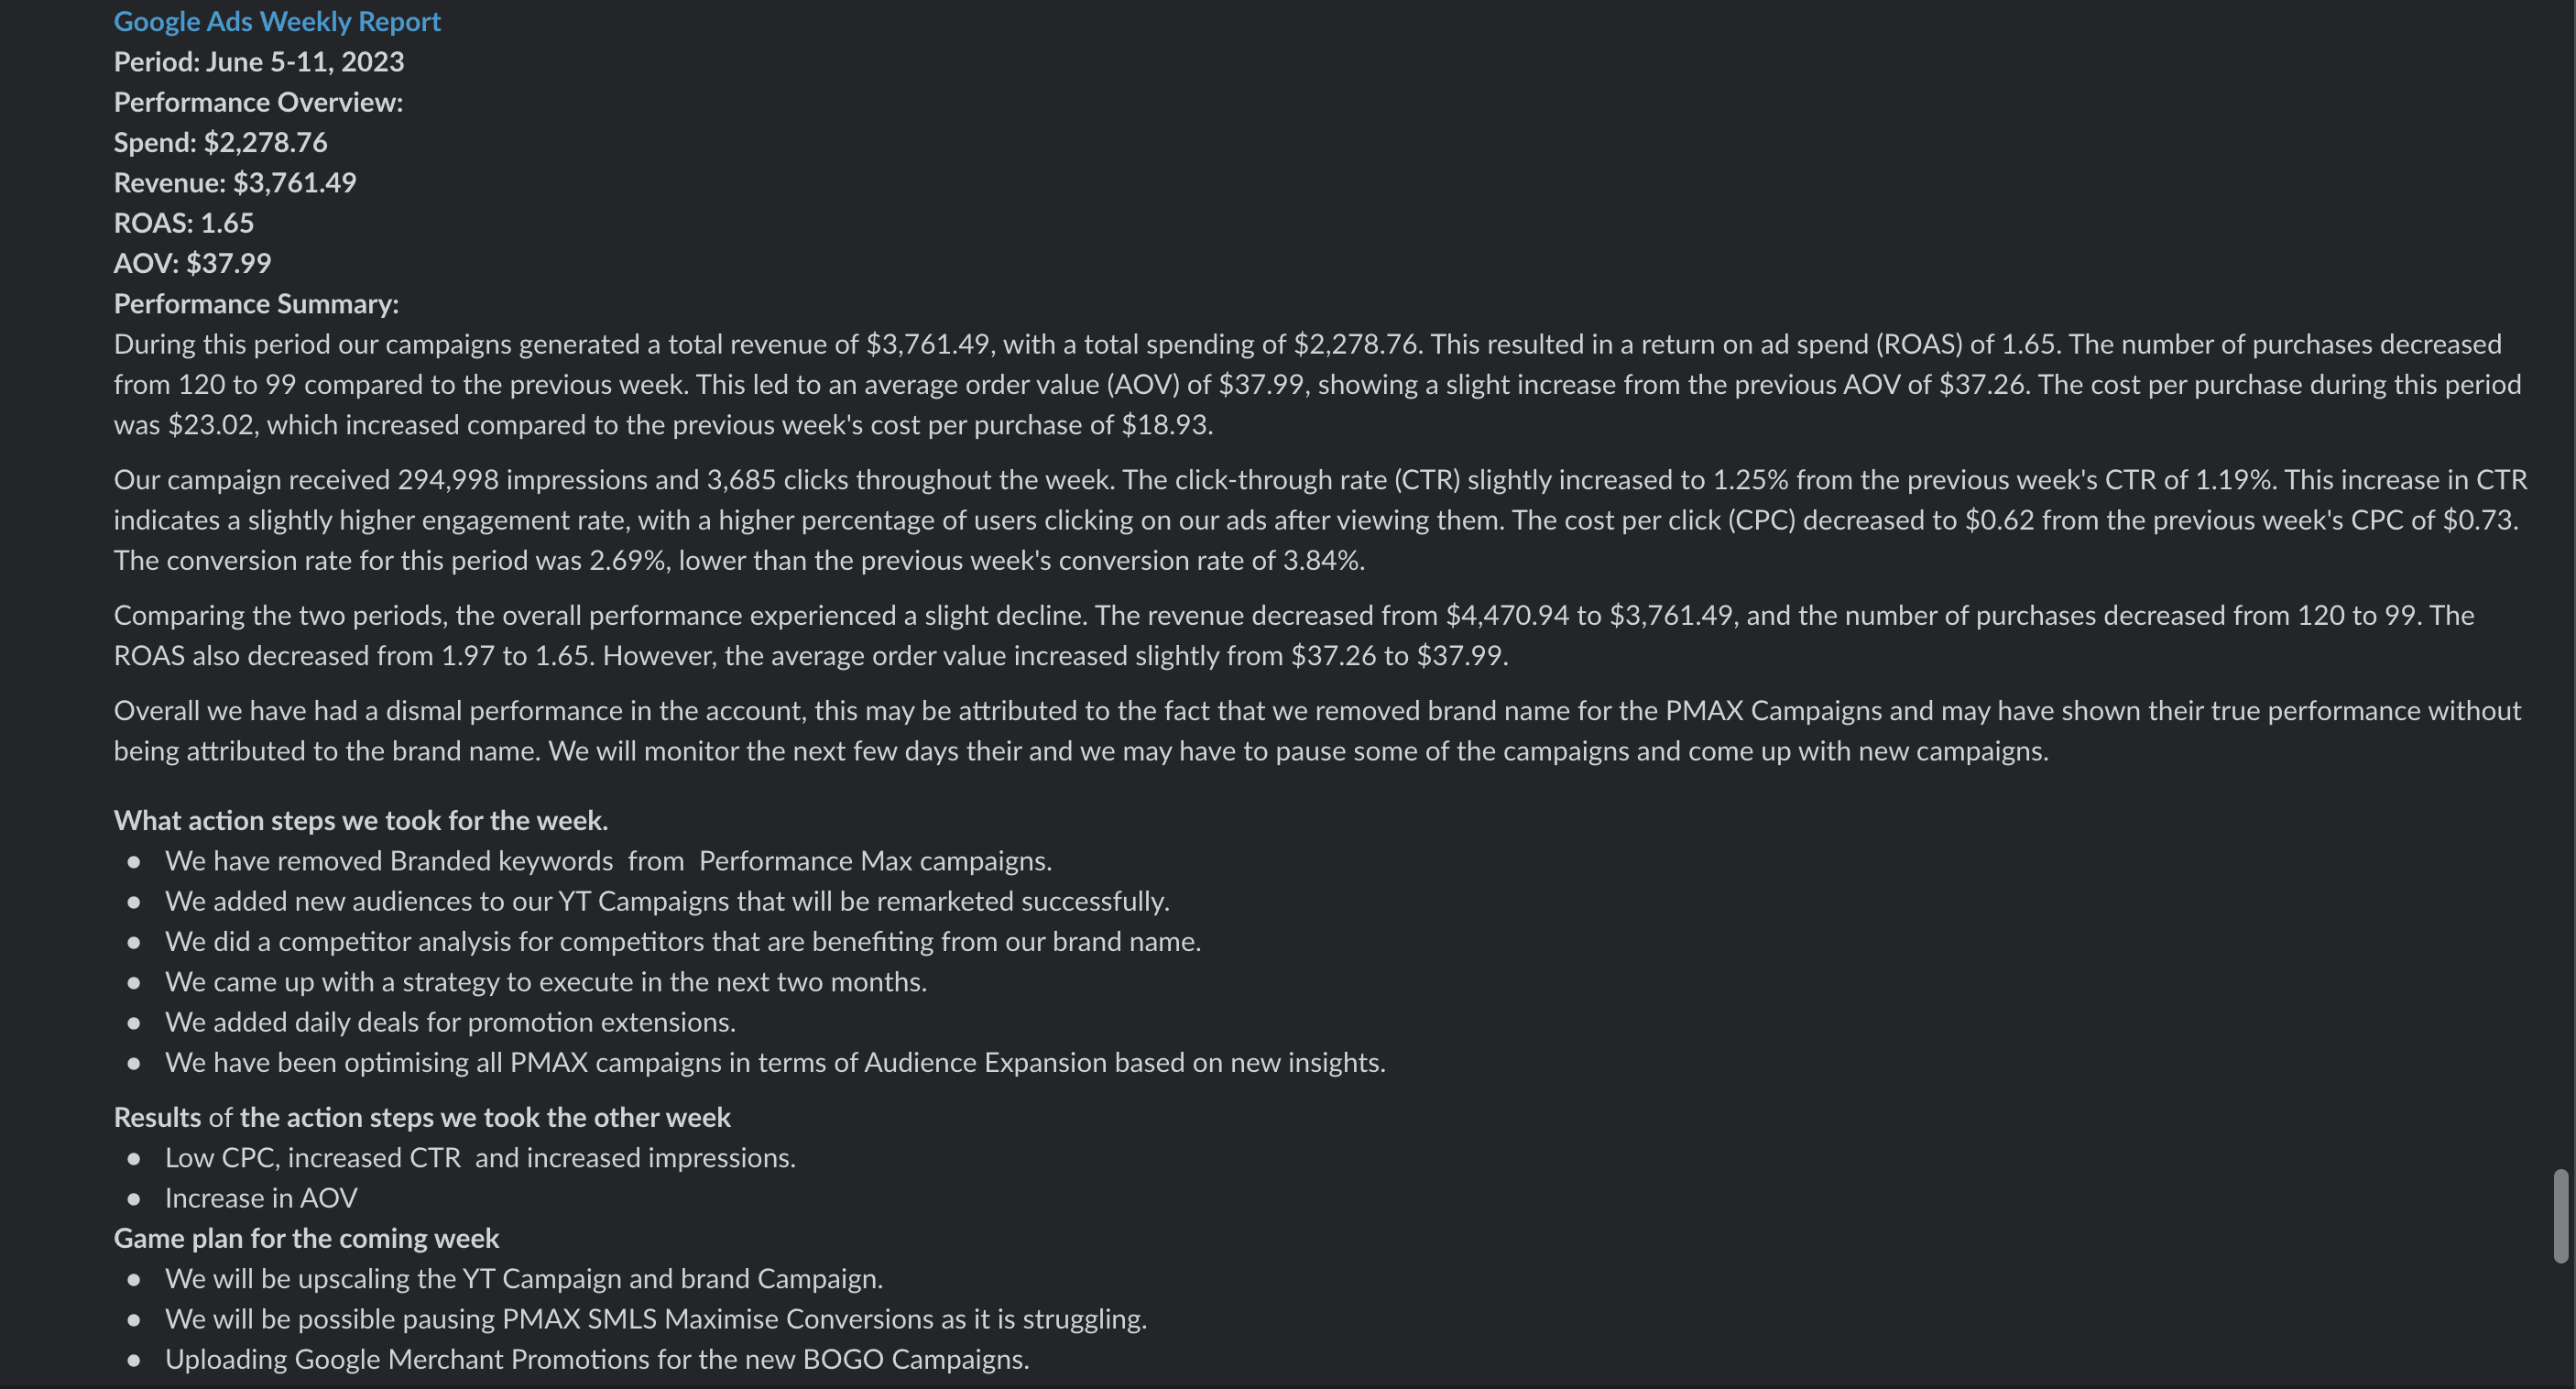 Google Ads Weekly Report
Period: June 5-11, 2023
Performance Overview:
Spend: $2,278.76
Revenue: $3,761.49
ROAS: 1.65
AOV: $37.99
Performance Summary:
During this period our campaigns generated a total revenue of $3,761.49, with a total spending of $2,278.76. This resulted in a return on ad spend (ROAS) of 1.65. The number of purchases decreased
from 120 to 99 compared to the previous week. This led to an average order value (AOV) of $37.99, showing a slight increase from the previous AOV of $37.26. The cost per purchase during this period
was $23.02, which increased compared to the previous week's cost per purchase of $18.93.
Our campaign received 294,998 impressions and 3,685 clicks throughout the week. The click-through rate (CTR) slightly increased to 1.25% from the previous week's CTR of 1.19%. This increase in CTR
indicates a slightly higher engagement rate, with a higher percentage of users clicking on our ads after viewing them. The cost per click (CPC) decreased to $0.62 from the previous week's CPC of $0.73.
The conversion rate for this period was 2.69%, lower than the previous week's conversion rate of 3.84%.
Comparing the two periods, the overall performance experienced a slight decline. The revenue decreased from $4,470.94 to $3,761.49, and the number of purchases decreased from 120 to 99. The
ROAS also decreased from 1.97 to 1.65. However, the average order value increased slightly from $37.26 to $37.99.
Overall we have had a dismal performance in the account, this may be attributed to the fact that we removed brand name for the PMAX Campaigns and may have shown their true performance without
being attributed to the brand name. We will monitor the next few days their and we may have to pause some of the campaigns and come up with new campaigns.
What action steps we took for the week.
● We have removed Branded keywords from Performance Max campaigns.
● We added new audiences to our YT Campaigns that will be remarketed successfully.
● We did a competitor analysis for competitors that are benefiting from our brand name.
● We came up with a strategy to execute in the next two months.
● We added daily deals for promotion extensions.
● We have been optimising all PMAX campaigns in terms of Audience Expansion based on new insights.
Results of the action steps we took the other week
● Low CPC, increased CTR and increased impressions.
● Increase in AOV
Game plan for the coming week
● We will be upscaling the YT Campaign and brand Campaign.
● We will be possible pausing PMAX SMLS Maximise Conversions as it is struggling.
● Uploading Google Merchant Promotions for the new BOGO Campaigns.